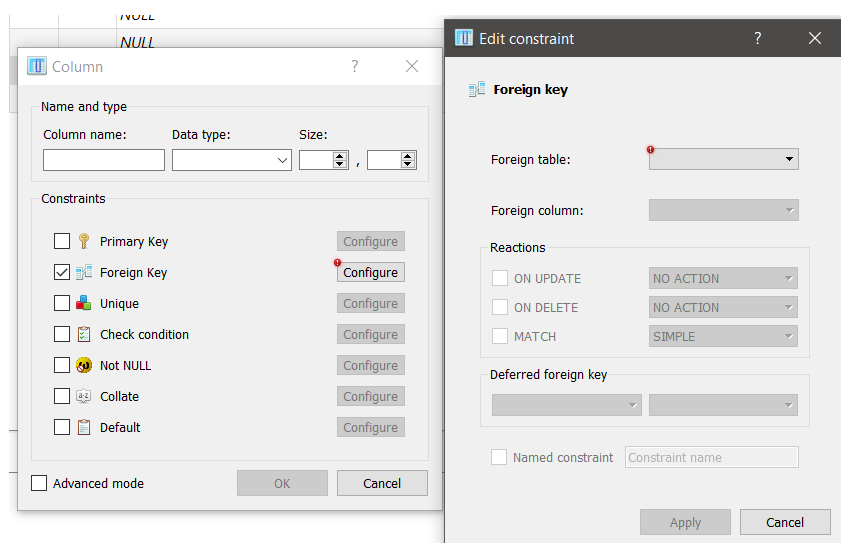 NULL
NULL
Column
?
Name and type
Column name:
Data type:
Size:
,
Constraints
Primary Key
Configure
Foreign Key
Configure
Unique
Configure
Check condition
Configure
Not NULL
Configure
a-z
Collate
Configure
Default
Configure
Advanced mode
OK
Cancel
Edit constraint
?
Foreign key
Foreign table:
Foreign column:
Reactions
ON UPDATE
NO ACTION
ON DELETE
NO ACTION
MATCH
SIMPLE
Deferred foreign key
Named constraint
Constraint name
Apply
Cancel